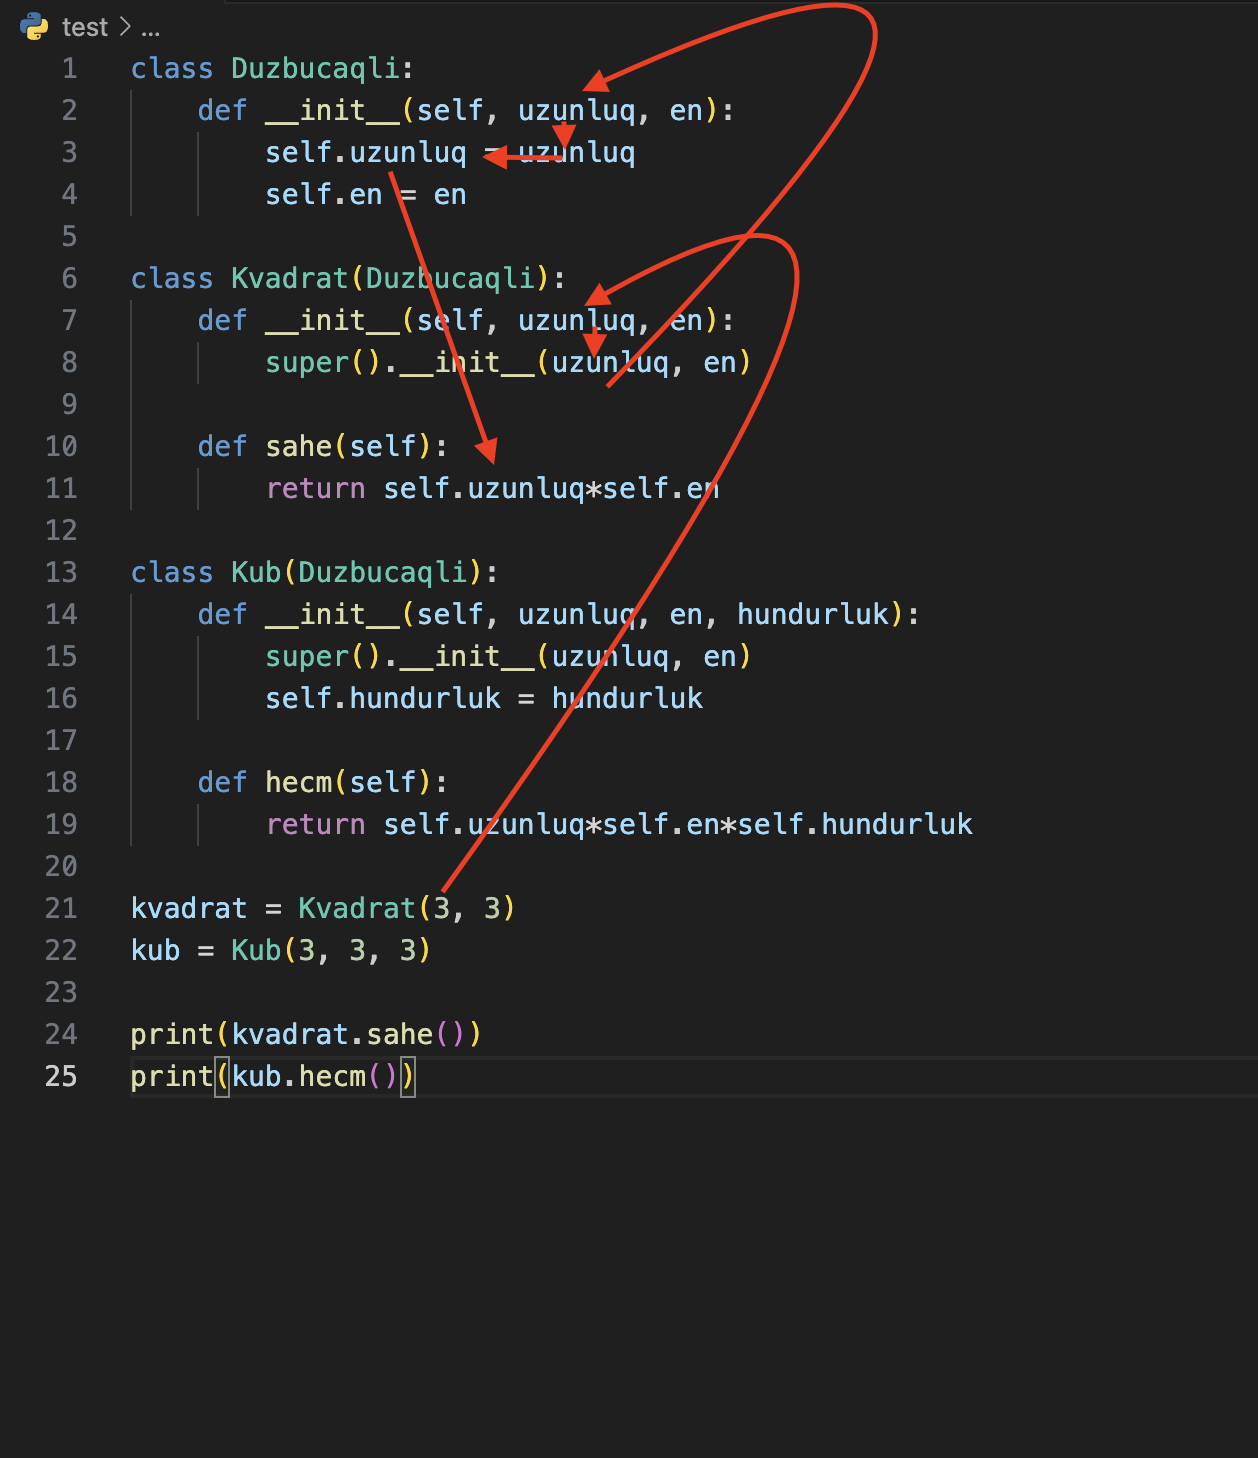 test > ...
1 class Duzbucaqli:
2     def __init__(self, uzunluq, en):
3         self.uzunluq = uzunluq
4         self.en = en
5
6 class Kvadrat(Duzbucaqli):
7     def __init__(self, uzunluq, en):
8         super().__init__(uzunluq, en)
9
10     def sahe(self):
11         return self.uzunluq*self.en
12
13 class Kub(Duzbucaqli):
14     def __init__(self, uzunluq, en, hundurluk):
15         super().__init__(uzunluq, en)
16         self.hundurluk = hundurluk
17
18     def hecm(self):
19         return self.uzunluq*self.en*self.hundurluk
20
21 kvadrat = Kvadrat(3, 3)
22 kub = Kub(3, 3, 3)
23
24 print(kvadrat.sahe())
25 print(kub.hecm())